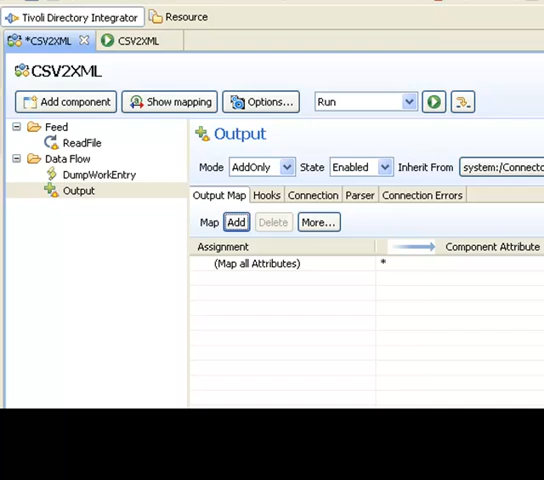 Tivoli Directory Integrator Resource
*CSV2XML CSV2XML
CSV2XML
Add component Show mapping Options... Run
Feed
ReadFile
Data Flow
DumpWorkEntry
Output
Output
Mode AddOnly State Enabled Inherit From system:/Connecto
Output Map Hooks Connection Parser Connection Errors
Map Add Delete More...
Assignment Component Attribute
(Map all Attributes) *